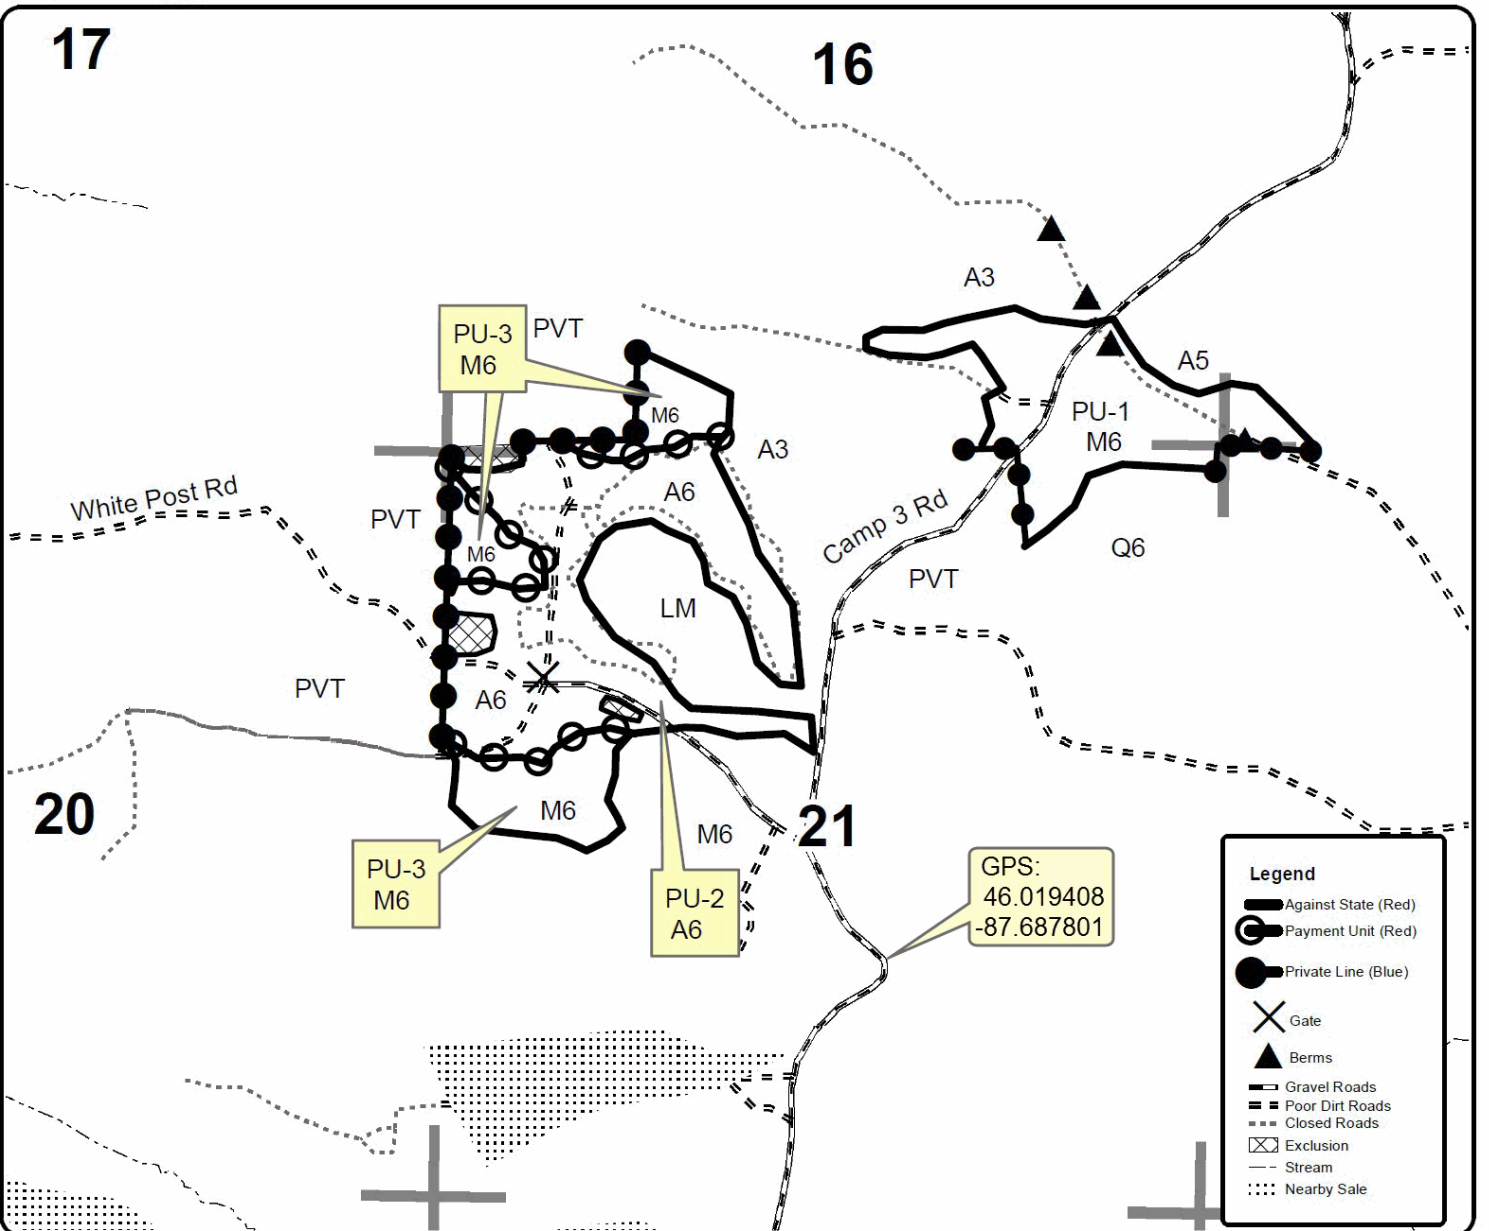 17
16
A3
PU-3
M6
PVT
A5
M6
PU-1
M6
A3
White Post Rd
PVT
A6
Camp 3 Rd
M6
Q6
PVT
LM
PVT
A6
20
M6
M6
21
PU-3
M6
PU-2
A6
GPS:
46.019408
-87.687801
Legend
Against State (Red)
Payment Unit (Red)
Private Line (Blue)
Gate
Berms
Gravel Roads
Poor Dirt Roads
Closed Roads
Exclusion
Stream
Nearby Sale